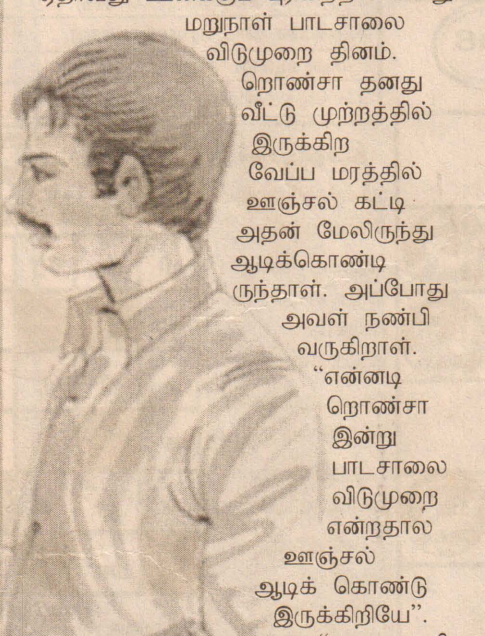 மறுநாள் பாடசாலை
விடுமுறை தினம்.
றொண்சா தனது
வீட்டு முற்றத்தில்
இருக்கிற
வேப்ப மரத்தில்
ஊஞ்சல் கட்டி
அதன் மேலிருந்து
ஆடிக்கொண்டி
ருந்தாள். அப்போது
அவள் நண்பி
வருகிறாள்.
“என்னடி
றொண்சா
இன்று
பாடசாலை
விடுமுறை
என்றதால
ஊஞ்சல்
ஆடிக் கொண்டு
இருக்கிறியே”.